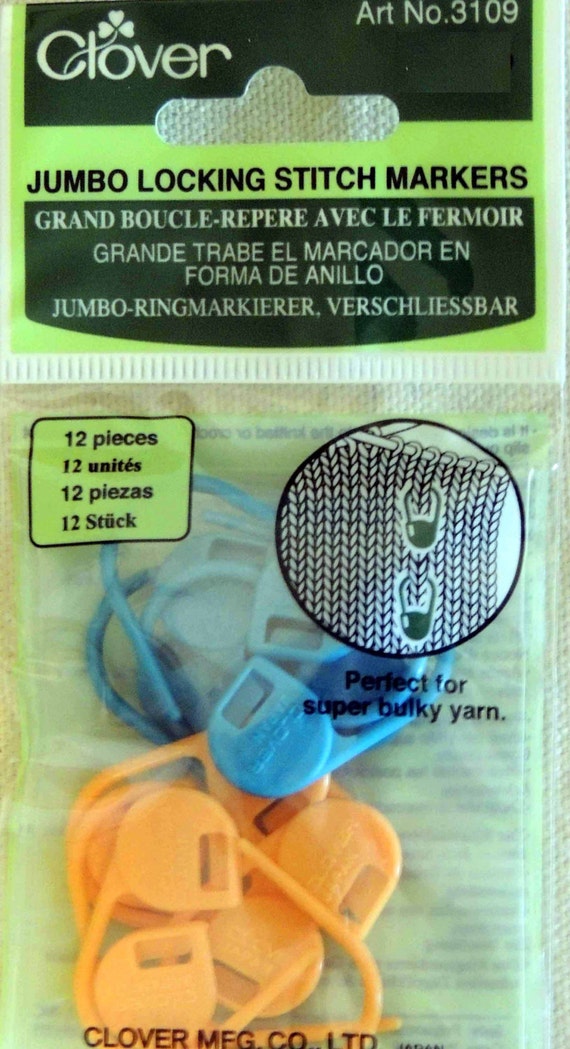 Art No.3109
Clover
JUMBO LOCKING STITCH MARKERS
GRAND BOUCLE-REPERE AVEC LE FERMOIR
GRANDE TRABE EL MARCADOR EN
FORMA DE ANILLO
JUMBO-RINGMARKIERER, VERSCHLIESSBAR
12 pieces
12 unités
12 piezas
12 Stück
Perfect for
super bulky yarn.
CLOVER MFG. CO., LTD. JAPAN